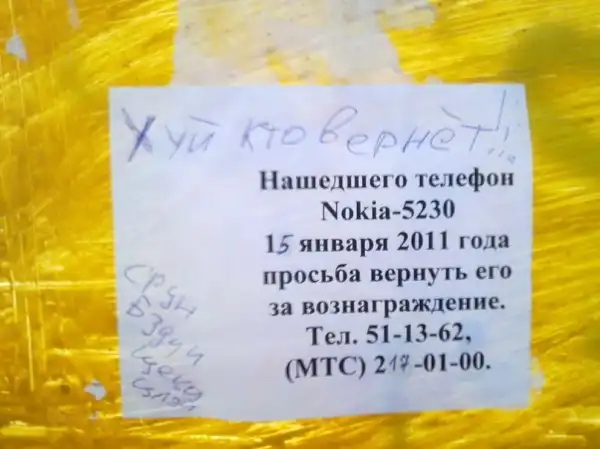 Хуй кто вернёт!!
Нашедшего телефон
Nokia-5230
15 января 2011 года
просьба вернуть его
за вознаграждение.
Тел. 51-13-62,
(МТС) 217-01-00.